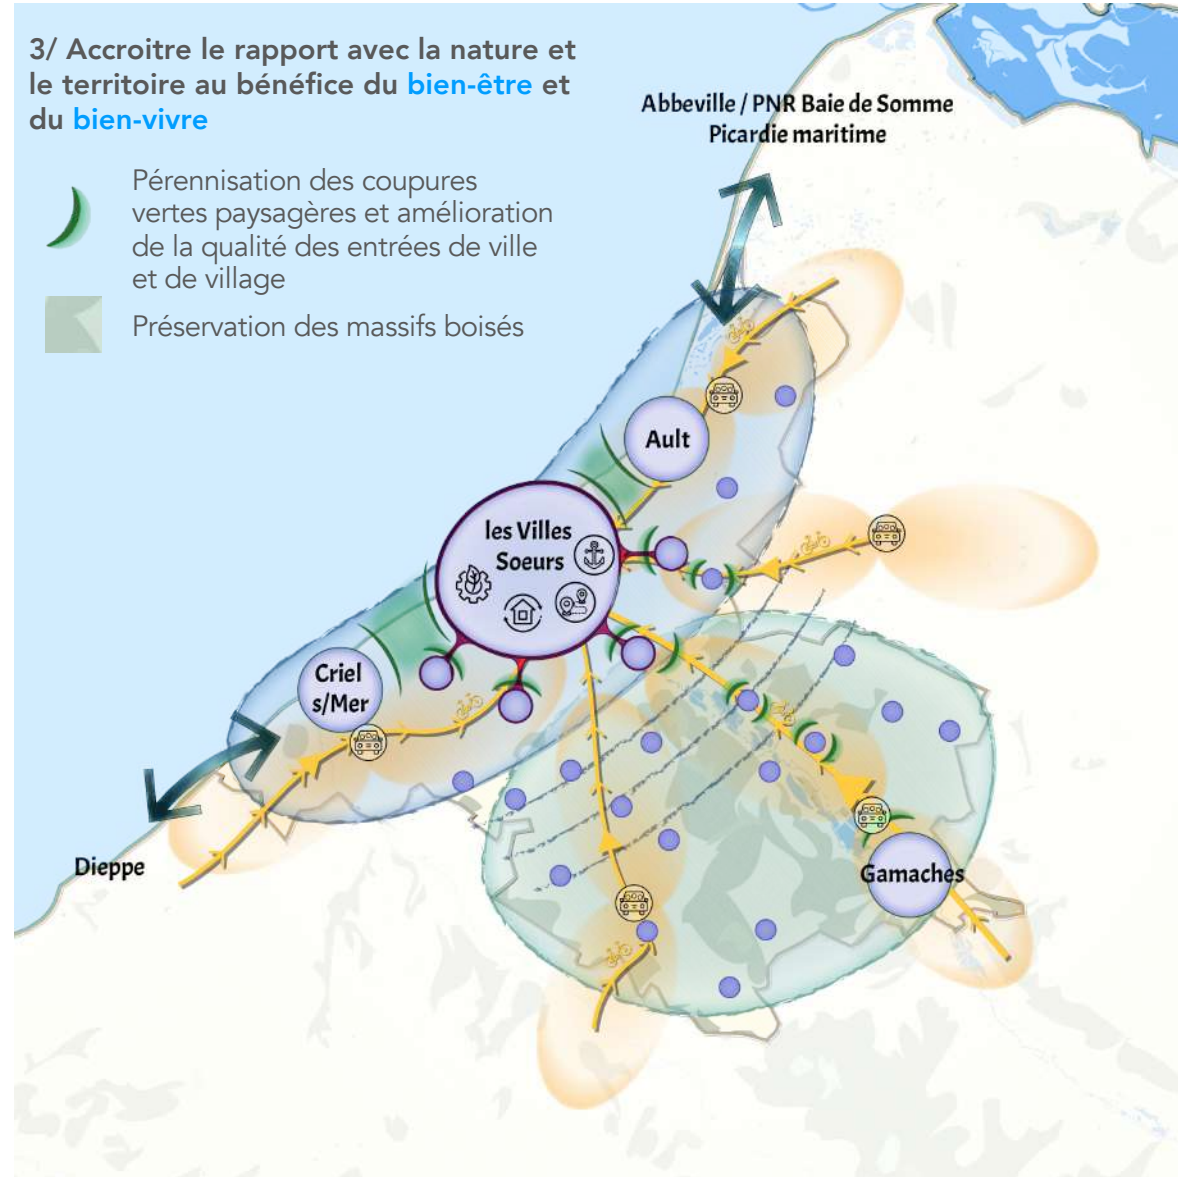 3/ Accroitre le rapport avec la nature et
le territoire au bénéfice du bien-être et
du bien-vivre
Pérennisation des coupures
vertes paysagères et amélioration
de la qualité des entrées de ville
et de village
Préservation des massifs boisés
Abbeville / PNR Baie de Somme
Picardie maritime
Ault
les Villes
Soeurs
Criel
s/Mer
Dieppe
Gamaches